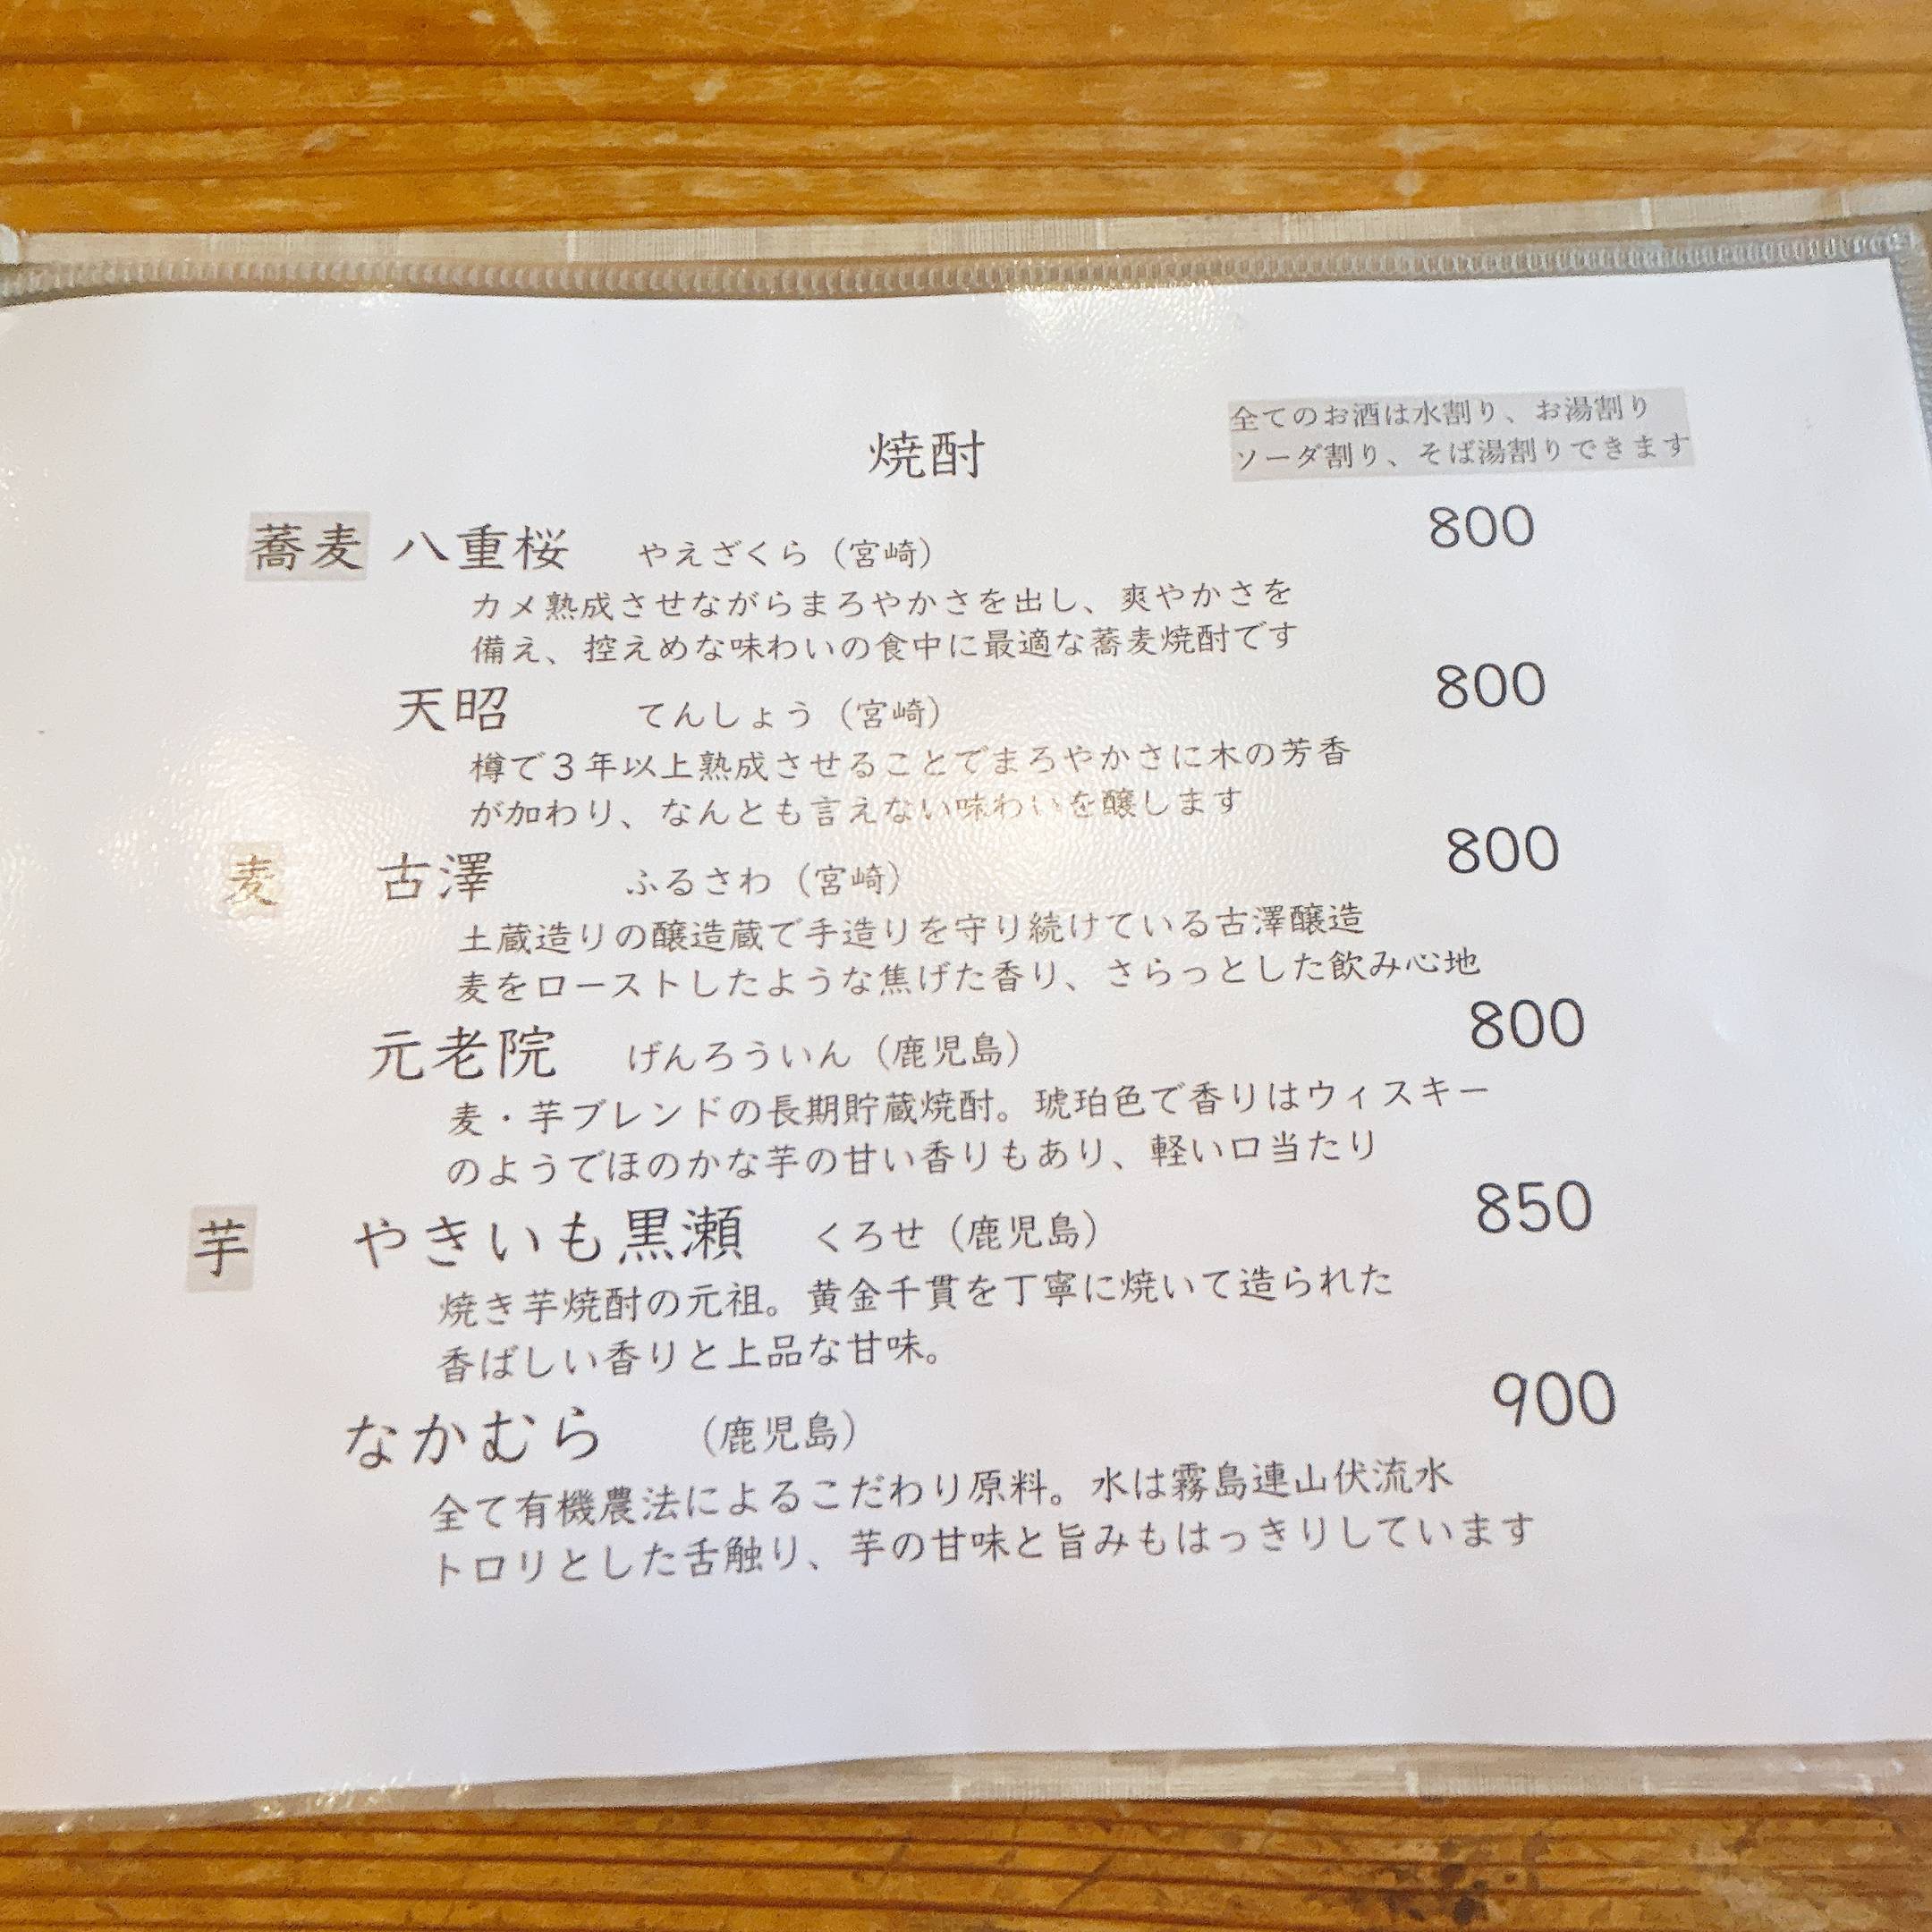 焼酎
全てのお酒は水割り、お湯割り
ソーダ割り、そば湯割りできます
蕎麦 八重桜 やえざくら（宮崎） 800
カメ熟成させながらまろやかさを出し、爽やかさを
備え、控えめな味わいの食中に最適な蕎麦焼酎です
天昭 てんしょう（宮崎） 800
樽で３年以上熟成させることでまろやかさに木の芳香
が加わり、なんとも言えない味わいを醸します
麦 古澤 ふるさわ（宮崎） 800
土蔵造りの醸造蔵で手造りを守り続けている古澤醸造
麦をローストしたような焦げた香り、さらっとした飲み心地
元老院 げんろういん（鹿児島） 800
麦・芋ブレンドの長期貯蔵焼酎。琥珀色で香りはウィスキー
のようでほのかな芋の甘い香りもあり、軽い口当たり
芋 やきいも黒瀬 くろせ（鹿児島） 850
焼き芋焼酎の元祖。黄金千貫を丁寧に焼いて造られた
香ばしい香りと上品な甘味。
なかむら （鹿児島） 900
全て有機農法によるこだわり原料。水は霧島連山伏流水
トロリとした舌触り、芋の甘味と旨みもはっきりしています